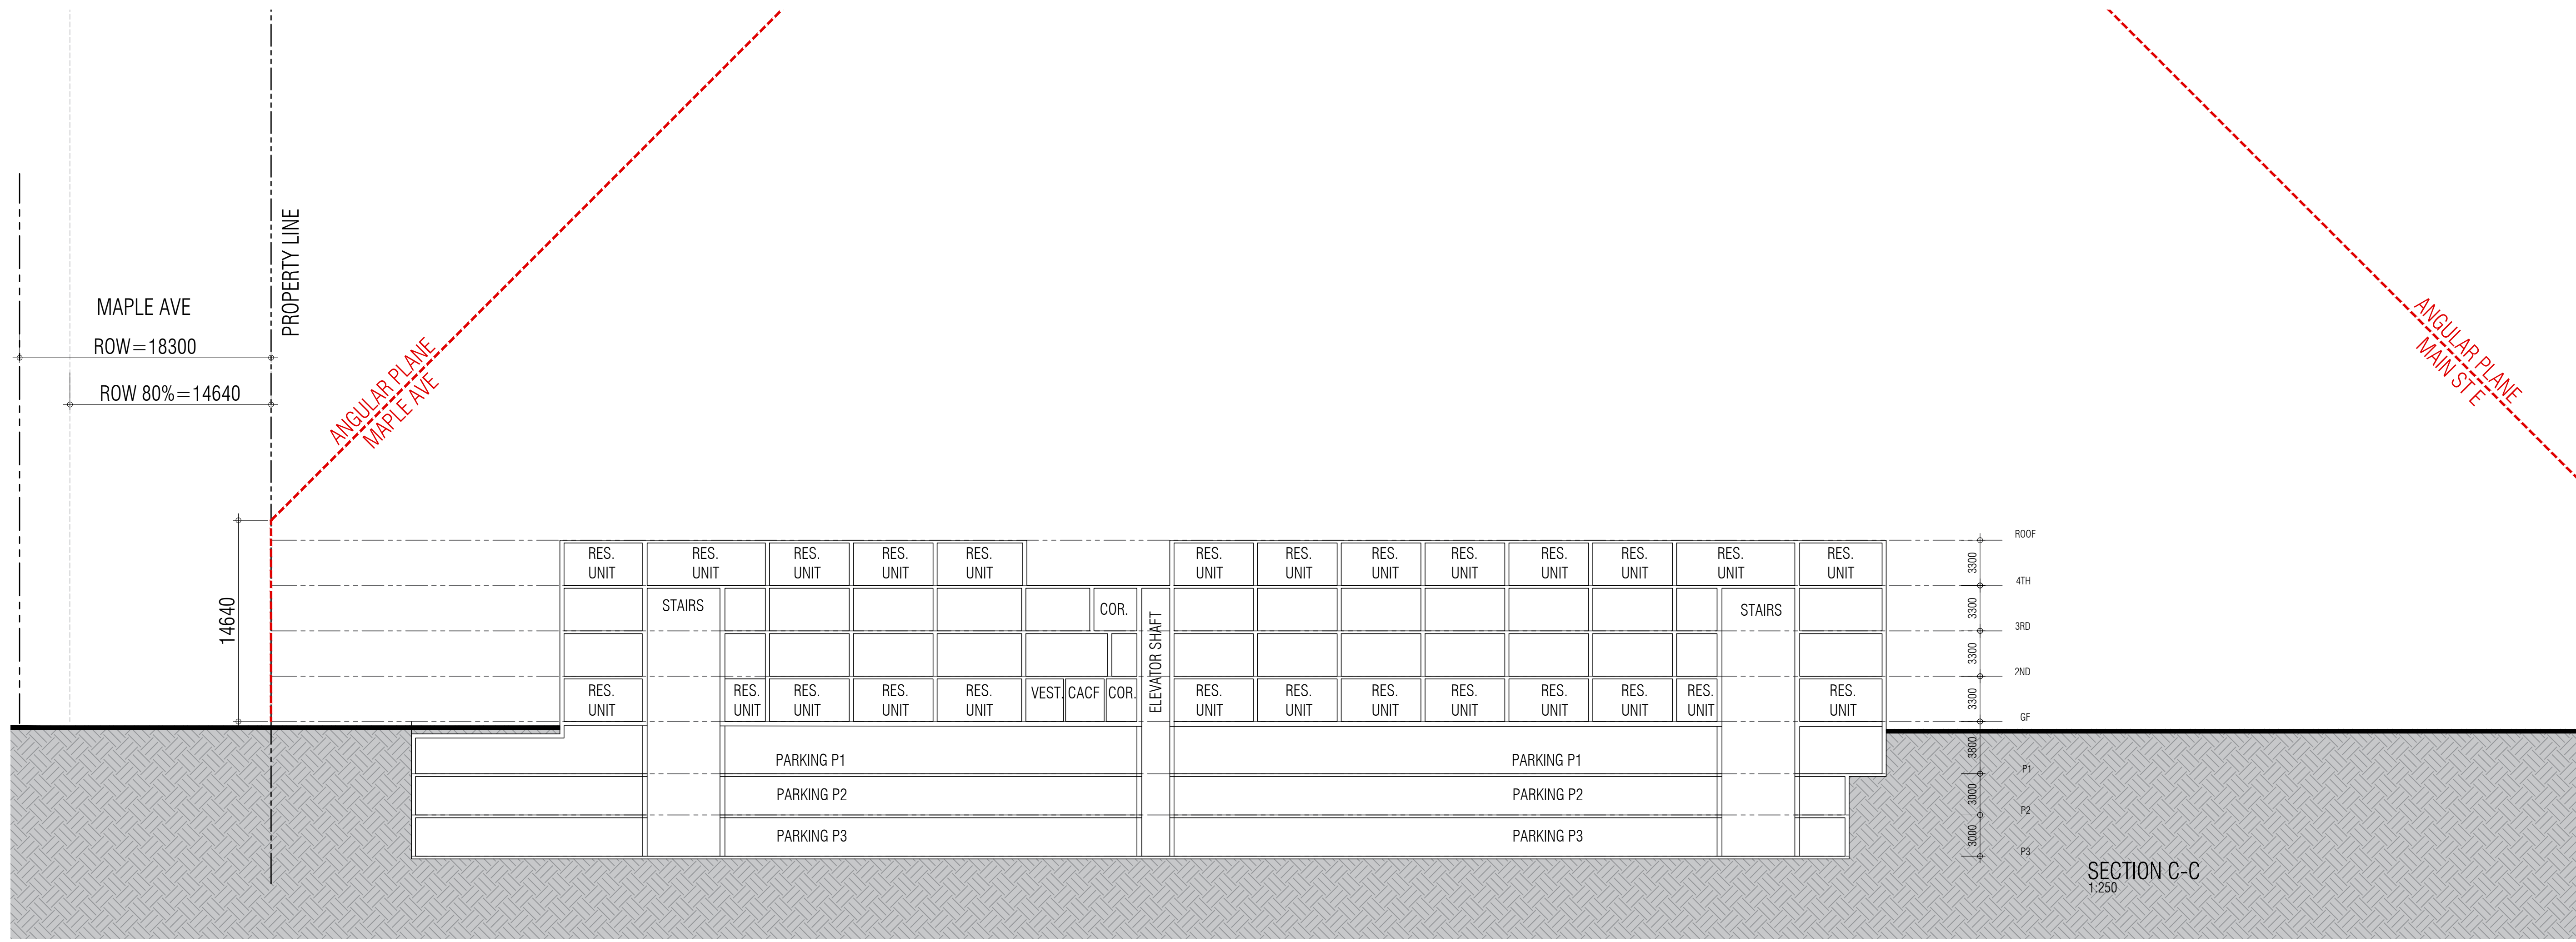 MAPLE AVE
ROW=18300
ROW 80%=14640
PROPERTY LINE
ANGULAR PLANE
MAPLE AVE
ANGULAR PLANE
MAIN ST E
14640
RES.
UNIT
RES.
UNIT
RES.
UNIT
RES.
UNIT
RES.
UNIT
RES.
UNIT
RES.
UNIT
RES.
UNIT
RES.
UNIT
RES.
UNIT
RES.
UNIT
RES.
UNIT
RES.
UNIT
STAIRS
COR.
ELEVATOR SHAFT
STAIRS
RES.
UNIT
RES.
UNIT
RES.
UNIT
RES.
UNIT
RES.
UNIT
VEST.
CACF
COR.
RES.
UNIT
RES.
UNIT
RES.
UNIT
RES.
UNIT
RES.
UNIT
RES.
UNIT
RES.
UNIT
RES.
UNIT
PARKING P1
PARKING P1
PARKING P2
PARKING P2
PARKING P3
PARKING P3
ROOF
3300
4TH
3300
3RD
3300
2ND
3300
GF
3800
P1
3000
P2
3000
P3
SECTION C-C
1:250